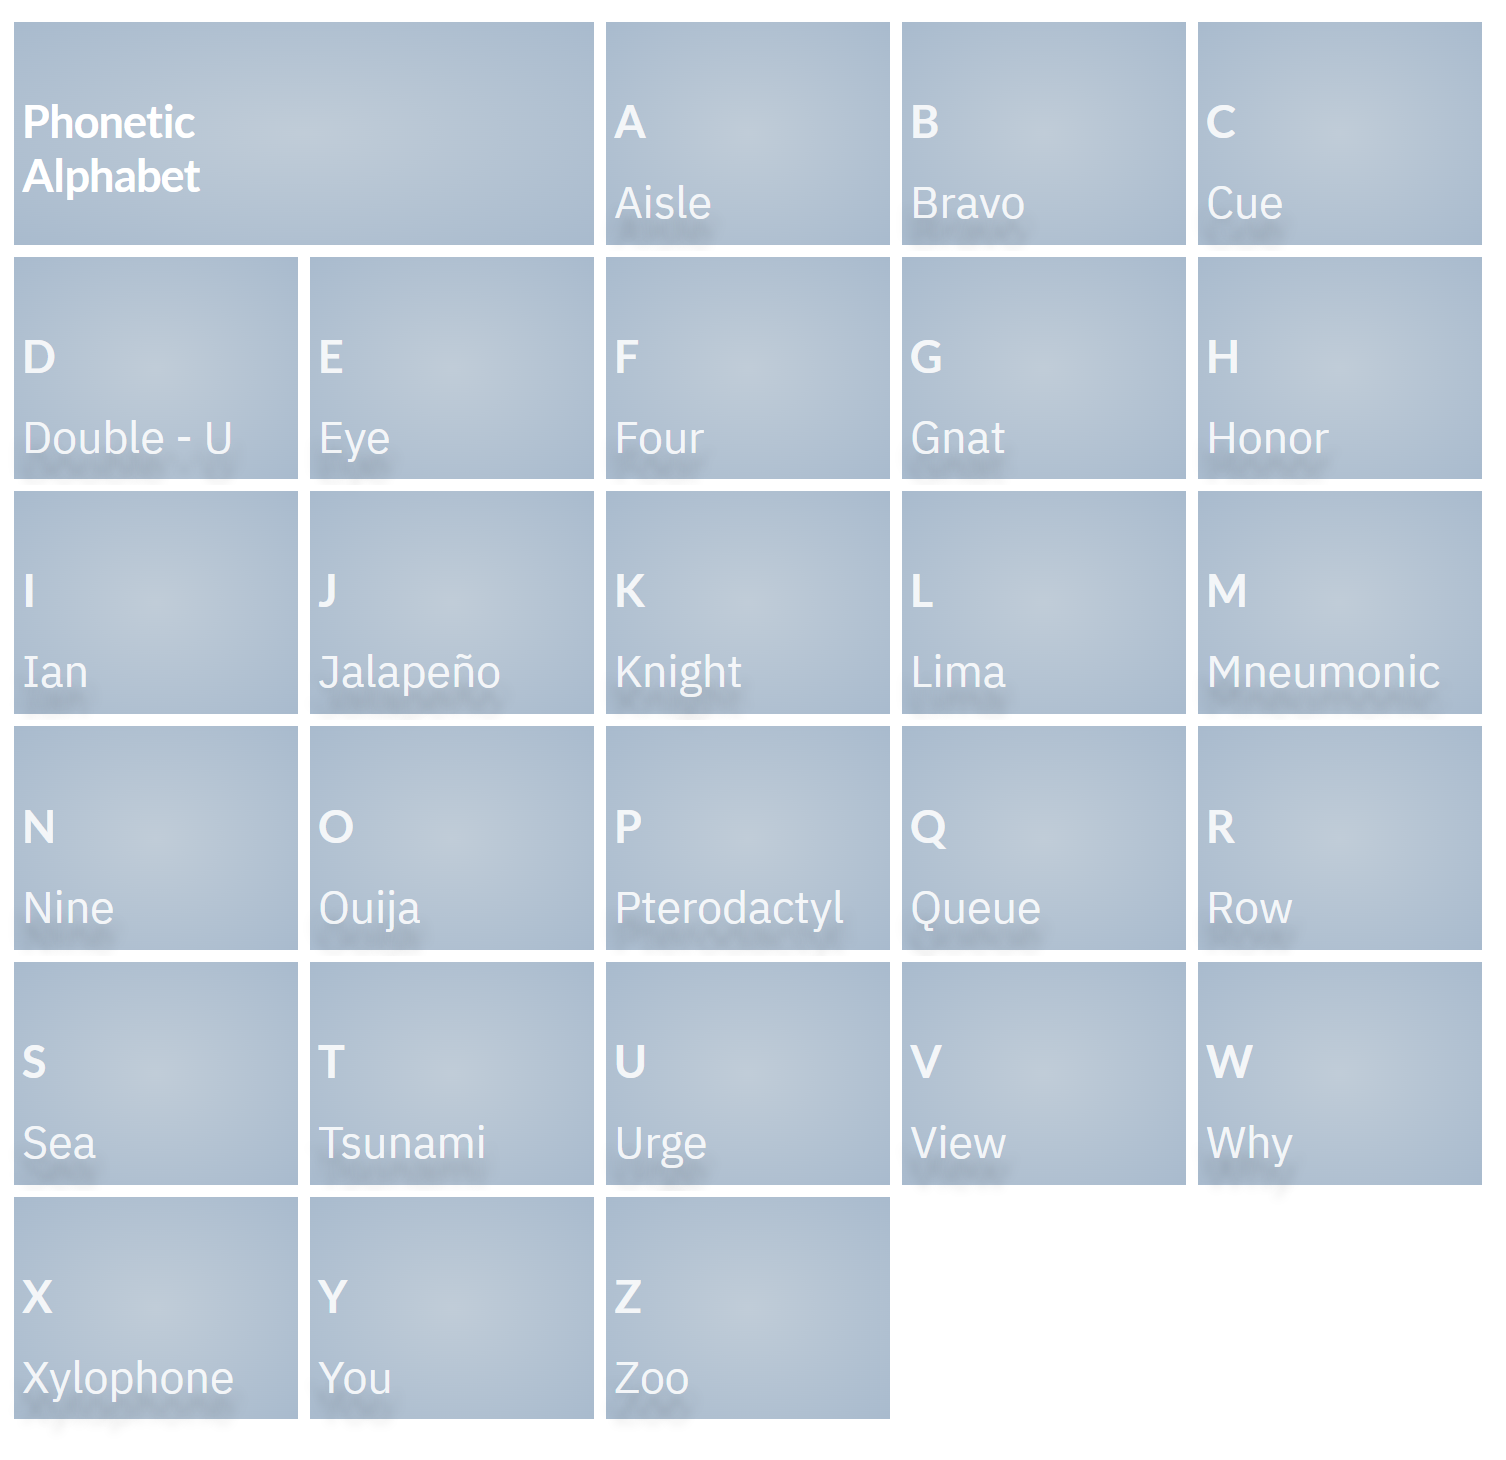 Phonetic
Alphabet
A
Aisle
B
Bravo
C
Cue
D
Double - U
E
Eye
F
Four
G
Gnat
H
Honor
I
Ian
J
Jalapeño
K
Knight
L
Lima
M
Mneumonic
N
Nine
O
Ouija
P
Pterodactyl
Q
Queue
R
Row
S
Sea
T
Tsunami
U
Urge
V
View
W
Why
X
Xylophone
Y
You
Z
Zoo